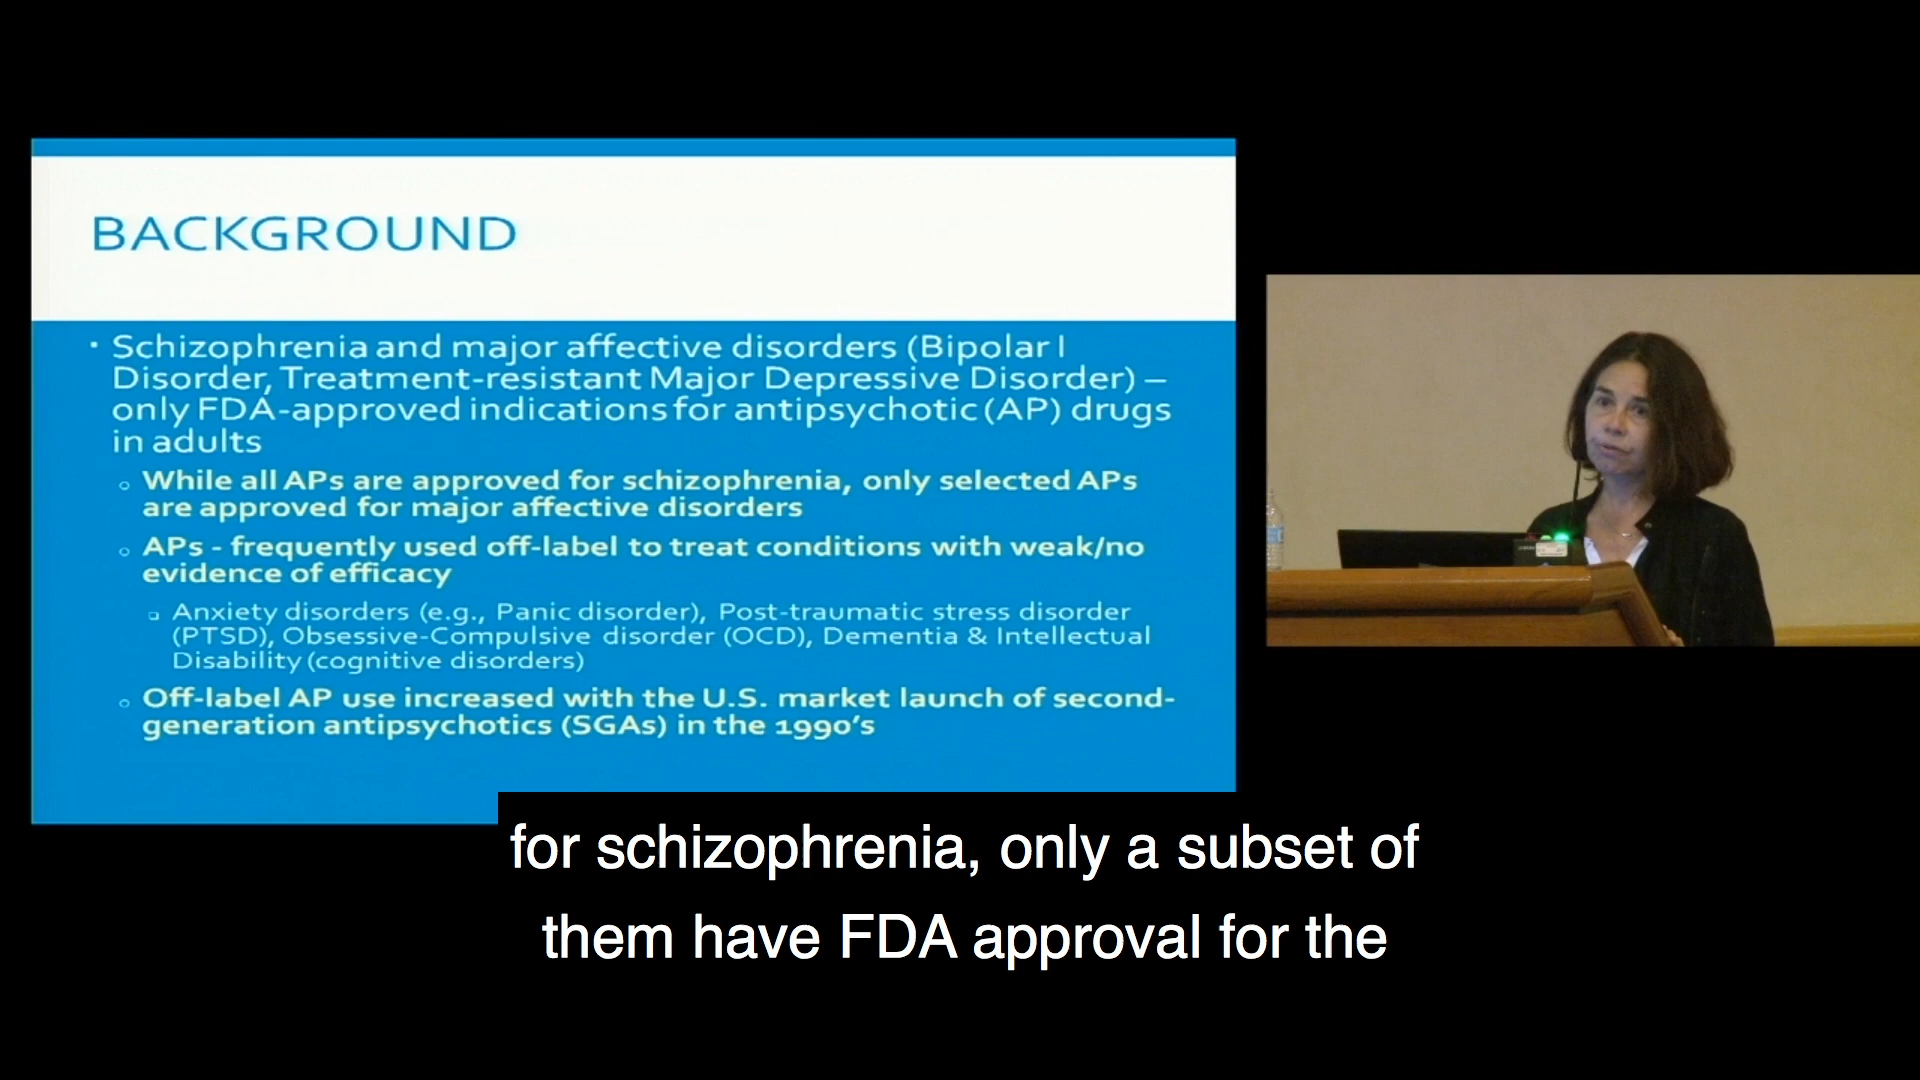 BACKGROUND
Schizophrenia and major affective disorders (Bipolar I
Disorder, Treatment-resistant Major Depressive Disorder) –
only FDA-approved indications for antipsychotic (AP) drugs
in adults
While all APs are approved for schizophrenia, only selected APs
are approved for major affective disorders
APs - frequently used off-label to treat conditions with weak/no
evidence of efficacy
Anxiety disorders (e.g., Panic disorder), Post-traumatic stress disorder
(PTSD), Obsessive-Compulsive disorder (OCD), Dementia & Intellectual
Disability (cognitive disorders)
Off-label AP use increased with the U.S. market launch of second-
generation antipsychotics (SGAs) in the 1990's
for schizophrenia, only a subset of
them have FDA approval for the